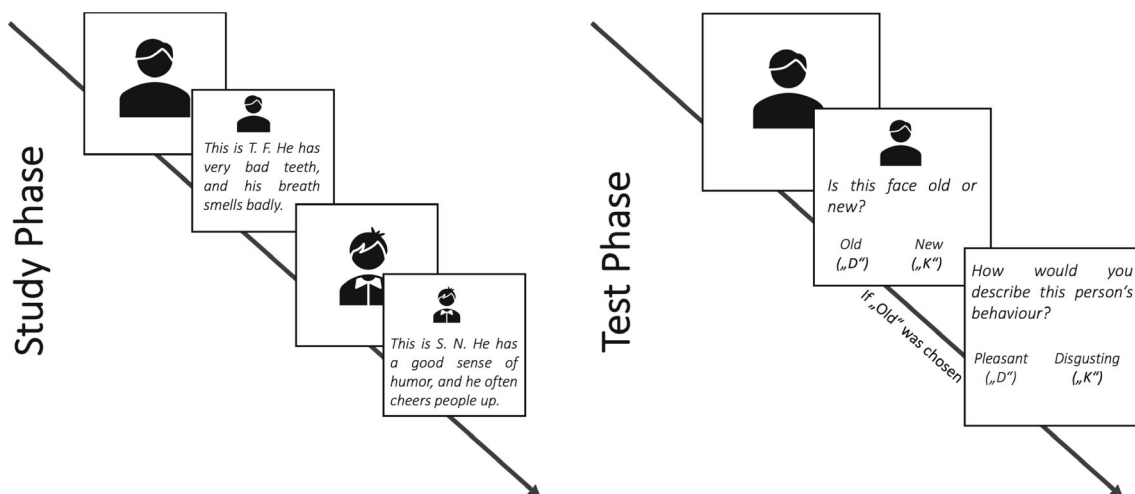 Study Phase
This is T. F. He has
very bad teeth,
and his breath
smells badly.
This is S. N. He has
a good sense of
humor, and he often
cheers people up.
Test Phase
Is this face old or
new?
Old New
(„D“) („K“)
If „Old“ was chosen
How would you
describe this person‘s
behaviour?
Pleasant Disgusting
(„D“) („K“)